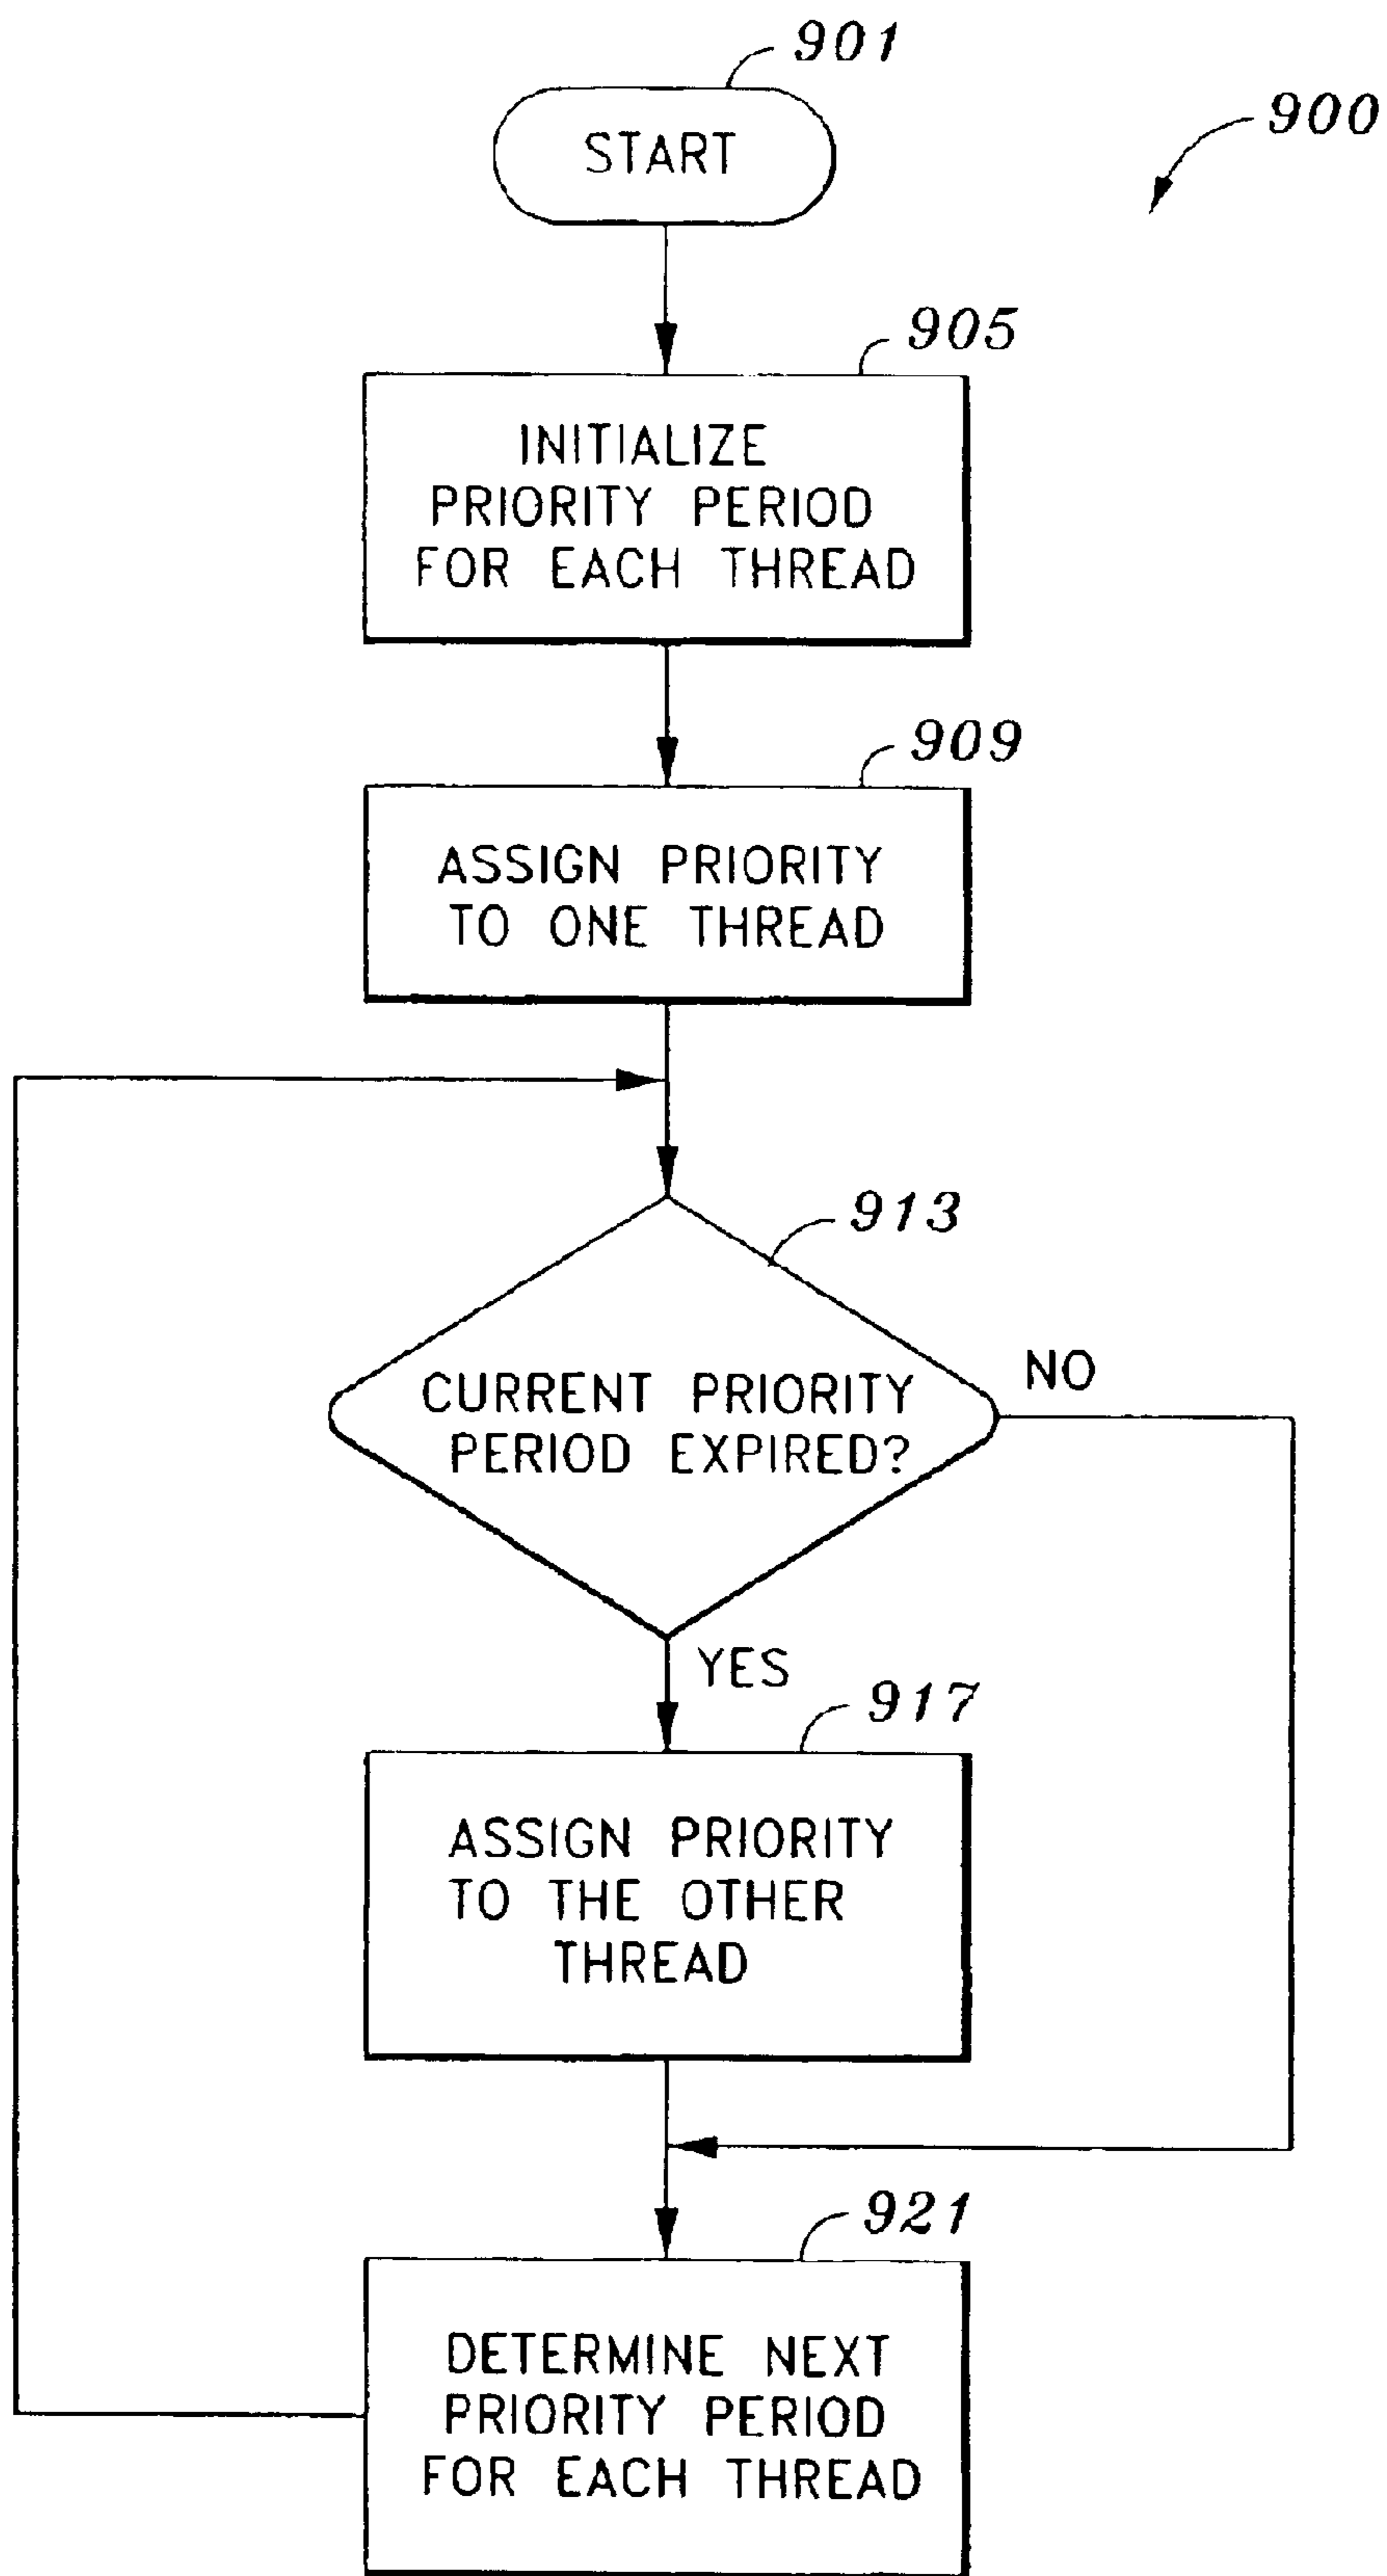 901
START
900
905
INITIALIZE
PRIORITY PERIOD
FOR EACH THREAD
909
ASSIGN PRIORITY
TO ONE THREAD
913
CURRENT PRIORITY
PERIOD EXPIRED?
NO
YES
917
ASSIGN PRIORITY
TO THE OTHER
THREAD
921
DETERMINE NEXT
PRIORITY PERIOD
FOR EACH THREAD